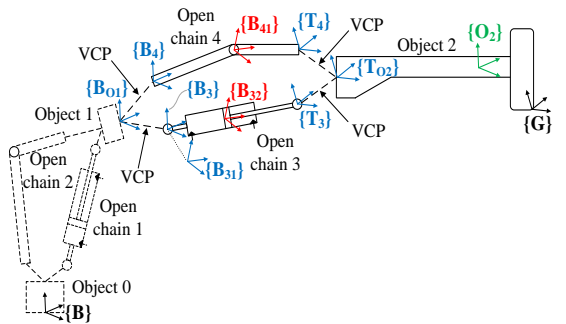 Open
chain 4
{B41}
{T4}
VCP
{B4}
Object 2
{O2}
{TO2}
{BO1}
{B3}
{B32}
Object 1
{T3}
VCP
{G}
Open
chain 3
Open
chain 2
VCP
{B31}
Open
chain 1
Object 0
{B}